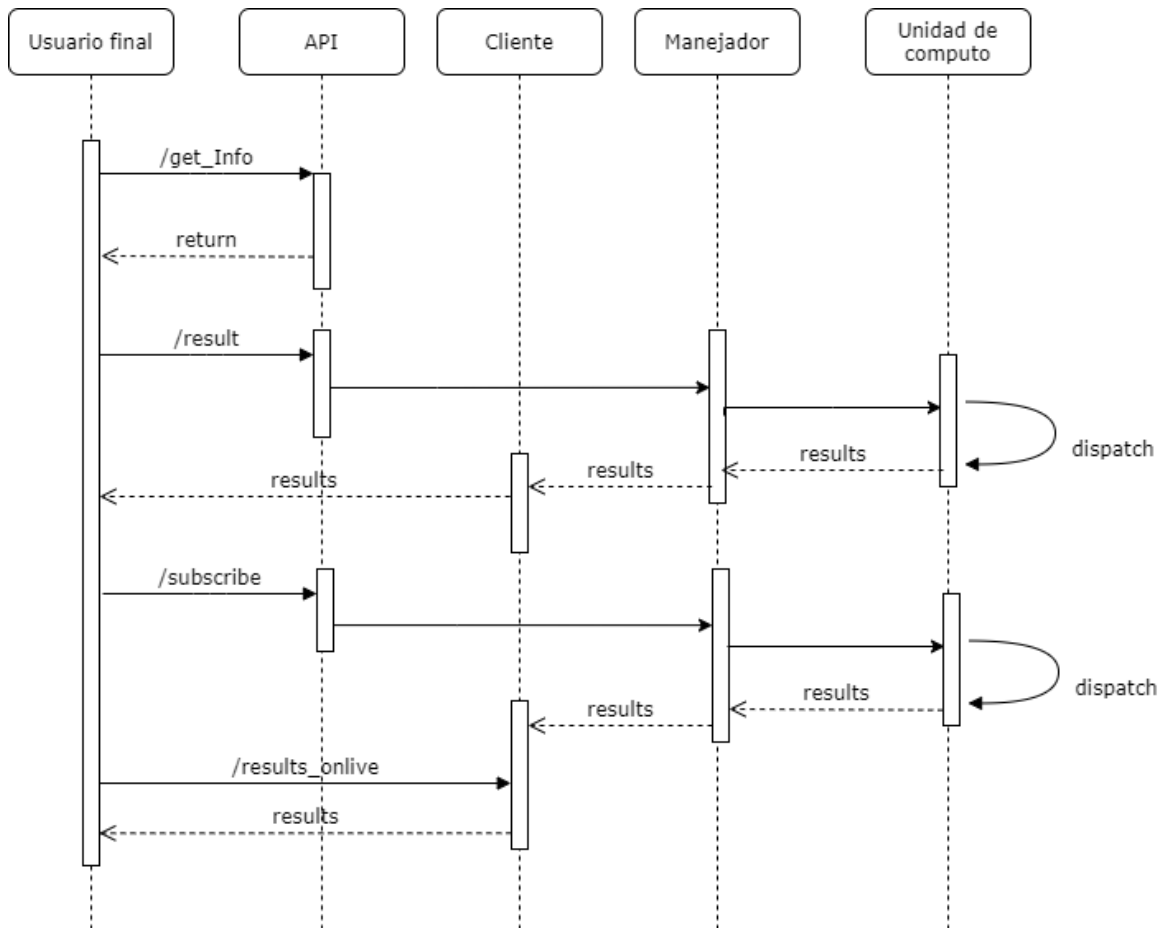 Usuario final
API
Cliente
Manejador
Unidad de
computo
/get_Info
return
/result
dispatch
results
results
results
/subscribe
dispatch
results
results
/results_onlive
results